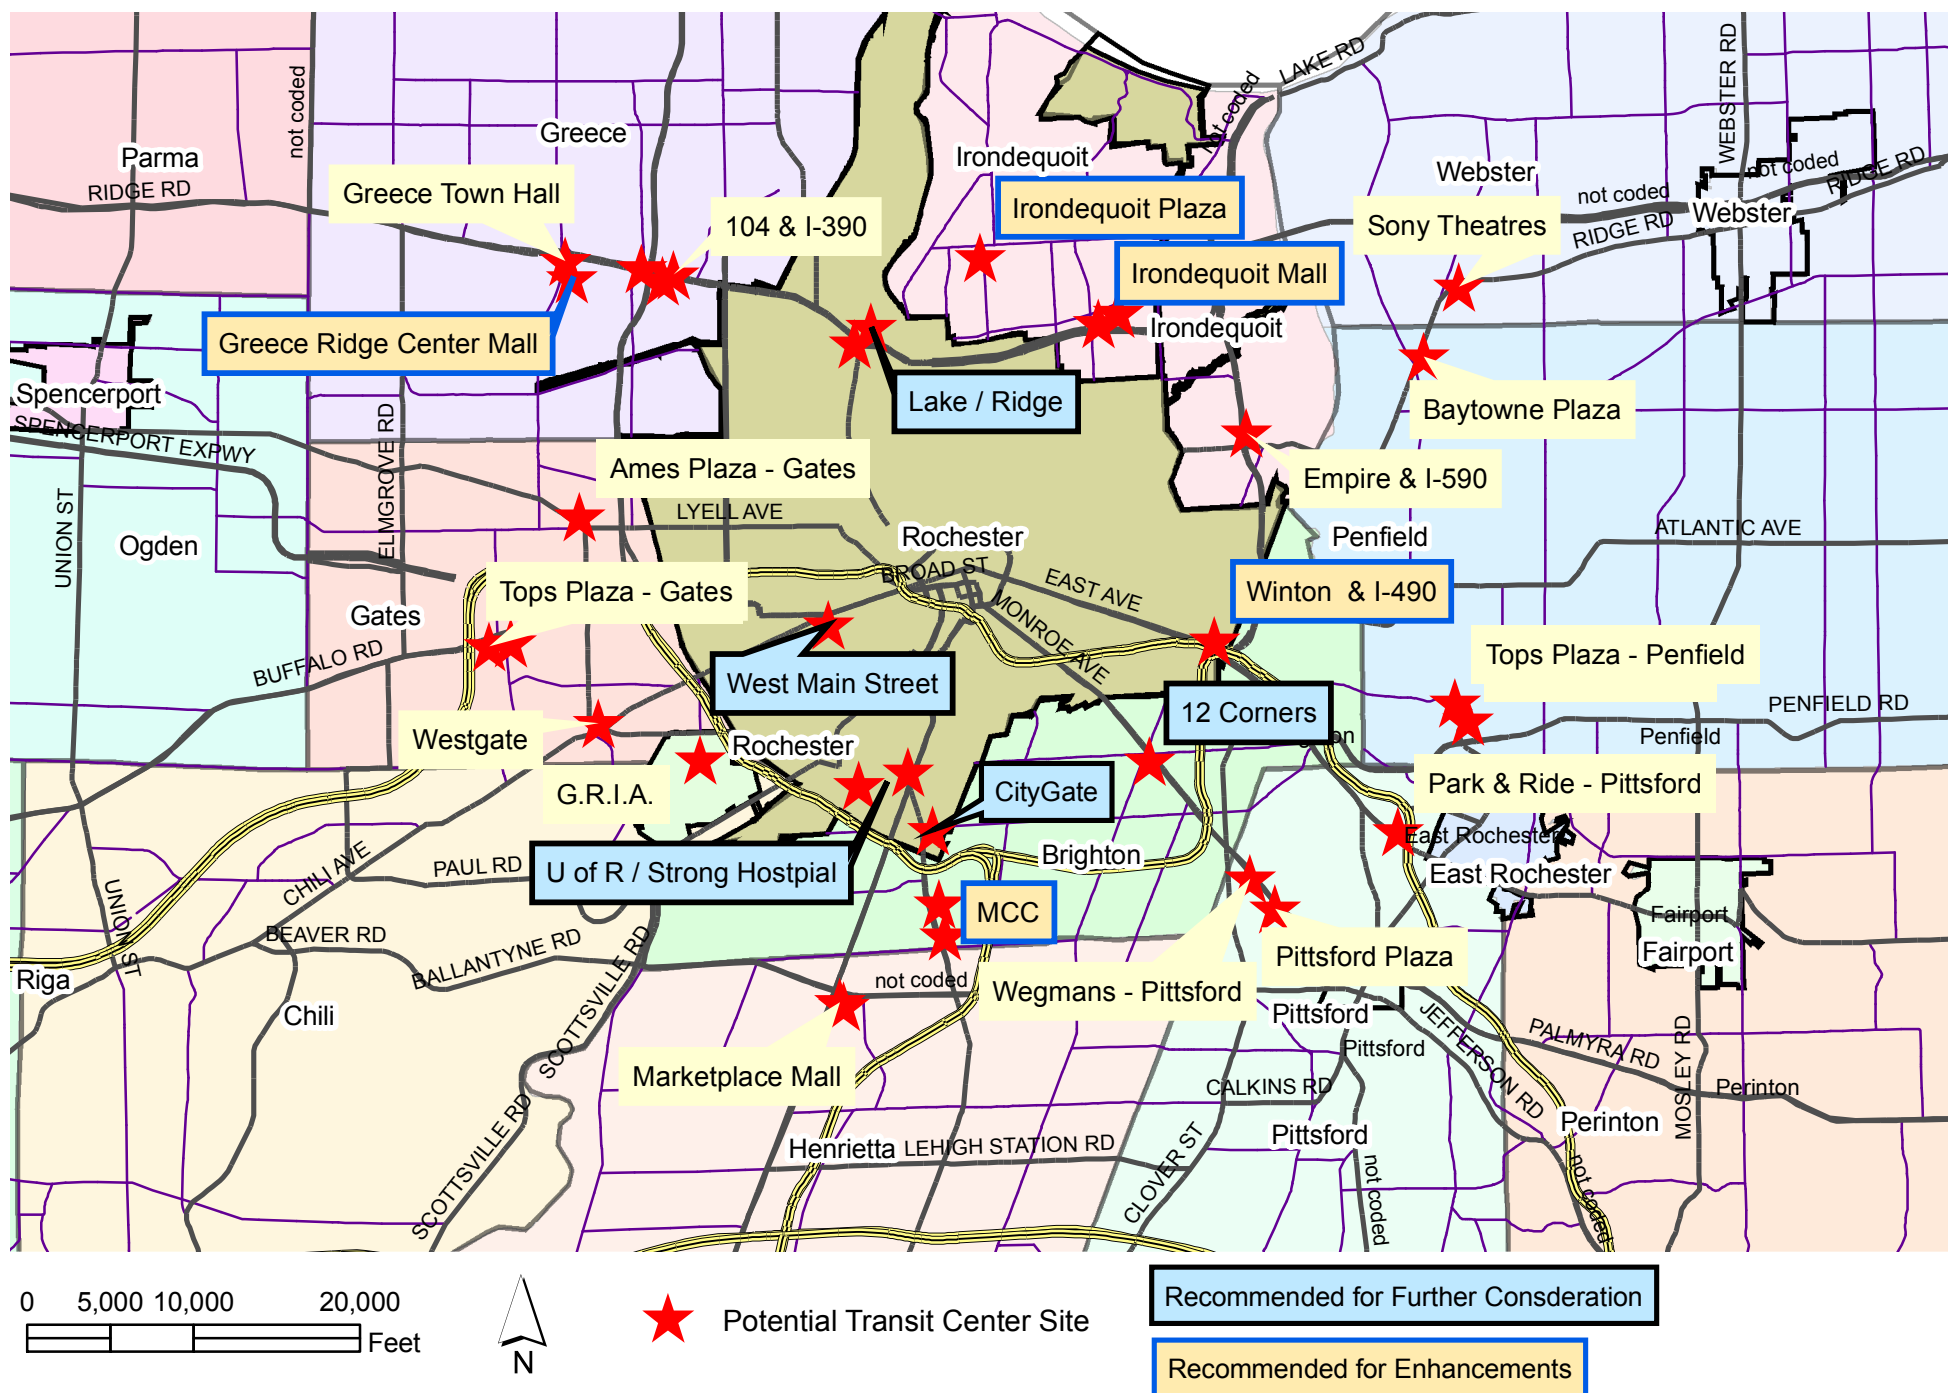 LAKE RD
not coded
WEBSTER RD
not coded
Greece
Parma
Irondequoit
Webster
not coded
RIDGE RD
RIDGE RD
Greece Town Hall
not coded
Irondequoit Plaza
Webster
104 & I-390
Sony Theatres
RIDGE RD
Irondequoit Mall
Greece Ridge Center Mall
Irondequoit
Spencerport
Lake / Ridge
Baytowne Plaza
SPENCERPORT EXPWY
ELMGROVE RD
Ames Plaza - Gates
Empire & I-590
UNION ST
LYELL AVE
ATLANTIC AVE
Ogden
Rochester
Penfield
BROAD ST
EAST AVE
Tops Plaza - Gates
Winton & I-490
Gates
MONROE AVE
BUFFALO RD
Tops Plaza - Penfield
West Main Street
PENFIELD RD
12 Corners
Westgate
Rochester
on
Penfield
G.R.I.A.
CityGate
Park & Ride - Pittsford
East Rochester
U of R / Strong Hostpial
Brighton
PAUL RD
CHILI AVE
East Rochester
MCC
Fairport
UNION ST
BEAVER RD
BALLANTYNE RD
SCOTTSVILLE RD
Fairport
Pittsford Plaza
Riga
not coded
Wegmans - Pittsford
Chili
Pittsford
JEFFERSON RD
PALMYRA RD
MOSLEY RD
Pittsford
Marketplace Mall
CALKINS RD
Perinton
SCOTTSVILLE RD
Perinton
Pittsford
Henrietta
LEHIGH STATION RD
CLOVER ST
not coded
not coded
0 5,000 10,000 20,000
Feet
N
Potential Transit Center Site
Recommended for Further Consderation
Recommended for Enhancements